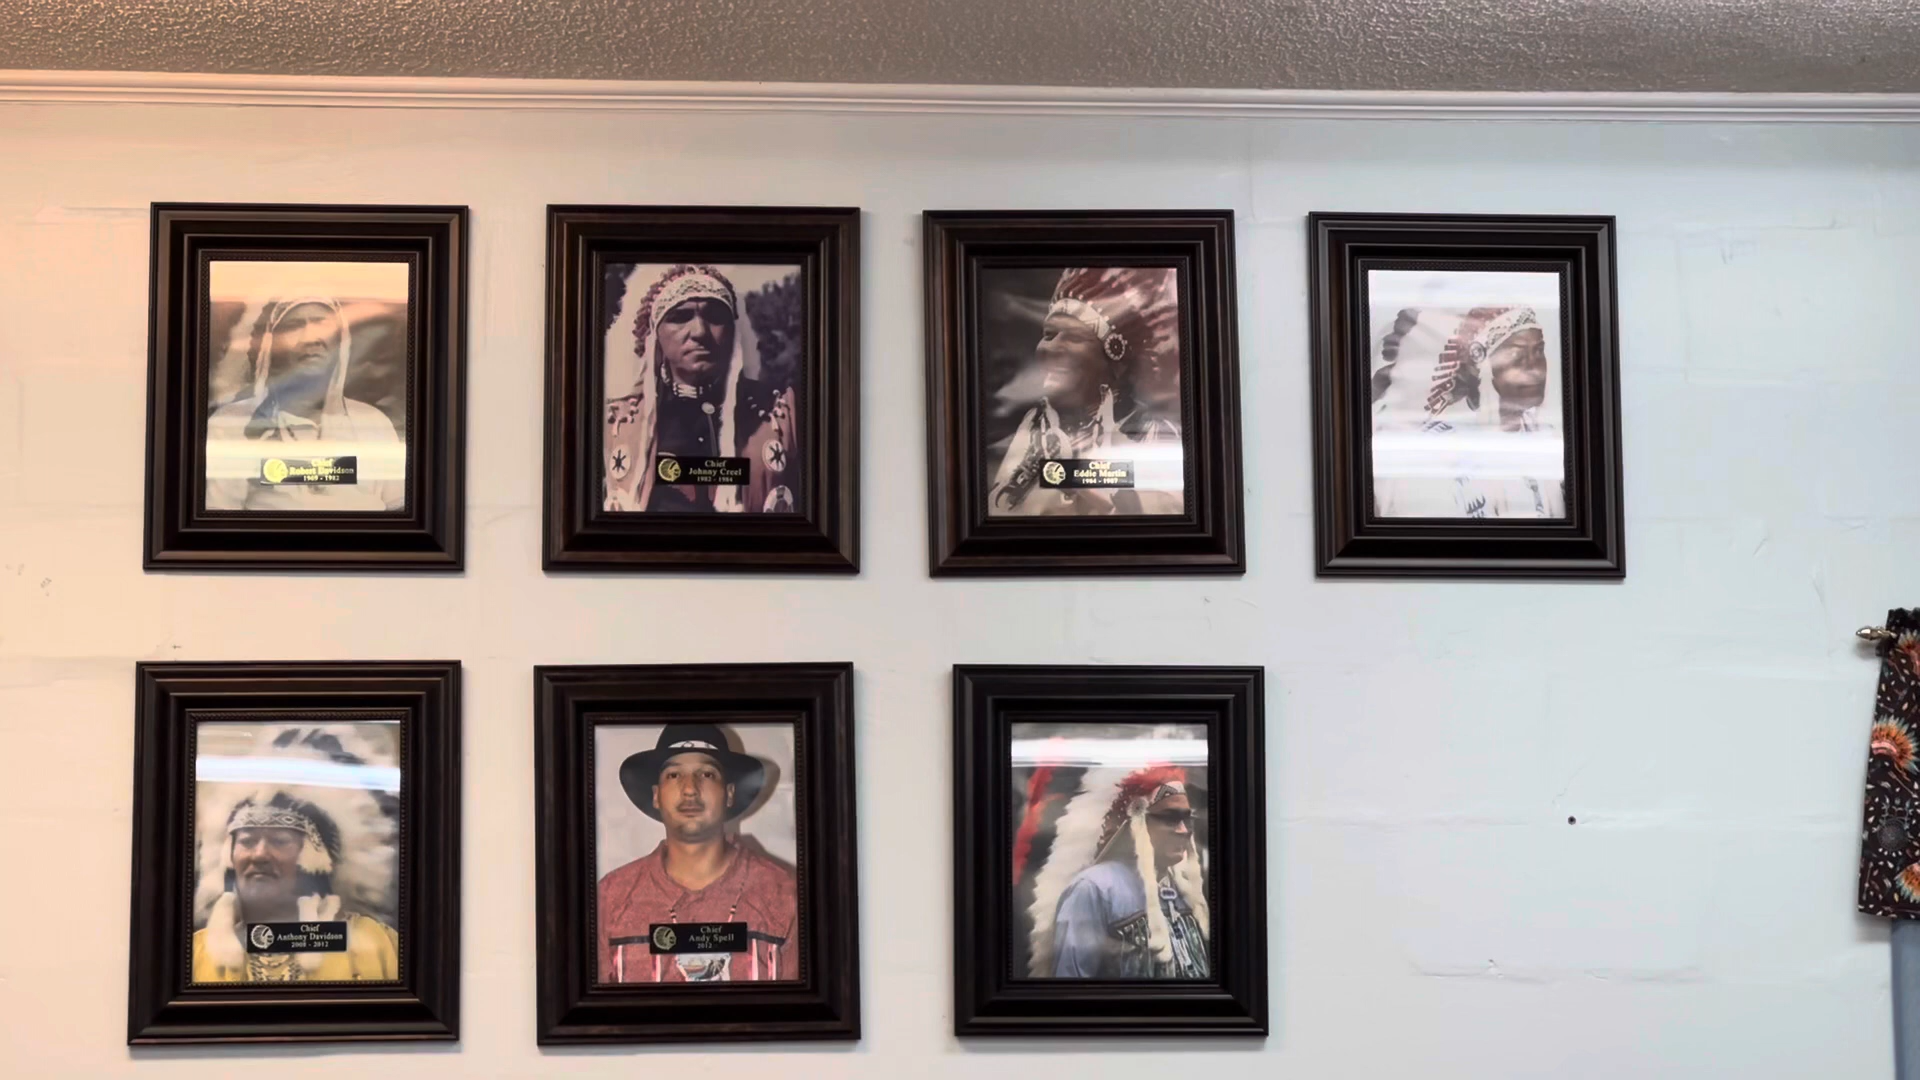 Chief
Robert Davidson
1969 - 1982
Chief
Johnny Creel
1982 - 1984
Chief
Eddie Martin
1984 - 1987
Chief
Anthony Davidson
2008 - 2012
Chief
Andy Spell
2012 -